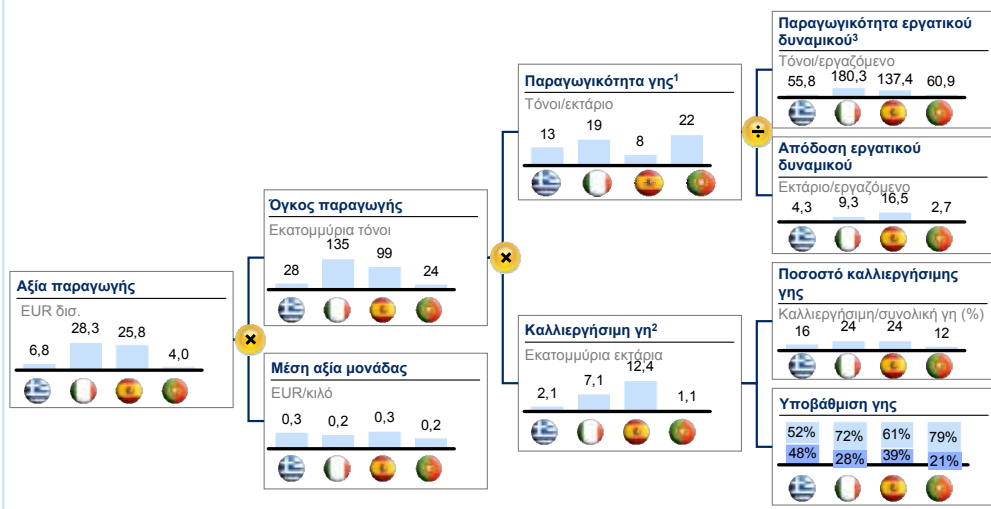 Αξία παραγωγής
EUR δισ.
6,8 28,3 25,8 4,0
×
Όγκος παραγωγής
Εκατομμύρια τόνοι
28 135 99 24
Μέση αξία μονάδας
EUR/κιλό
0,3 0,2 0,3 0,2
×
Παραγωγικότητα γης1
Τόνοι/εκτάριο
13 19 8 22
Καλλιεργήσιμη γη2
Εκατομμύρια εκτάρια
2,1 7,1 12,4 1,1
÷
Παραγωγικότητα εργατικού
δυναμικού3
Τόνοι/εργαζόμενο
55,8 180,3 137,4 60,9
Απόδοση εργατικού
δυναμικού
Εκτάριο/εργαζόμενο
4,3 9,3 16,5 2,7
Ποσοστό καλλιεργήσιμης
γης
Καλλιεργήσιμη/συνολική γη (%)
16 24 24 12
Υποβάθμιση γης
52% 72% 61% 79%
48% 28% 39% 21%